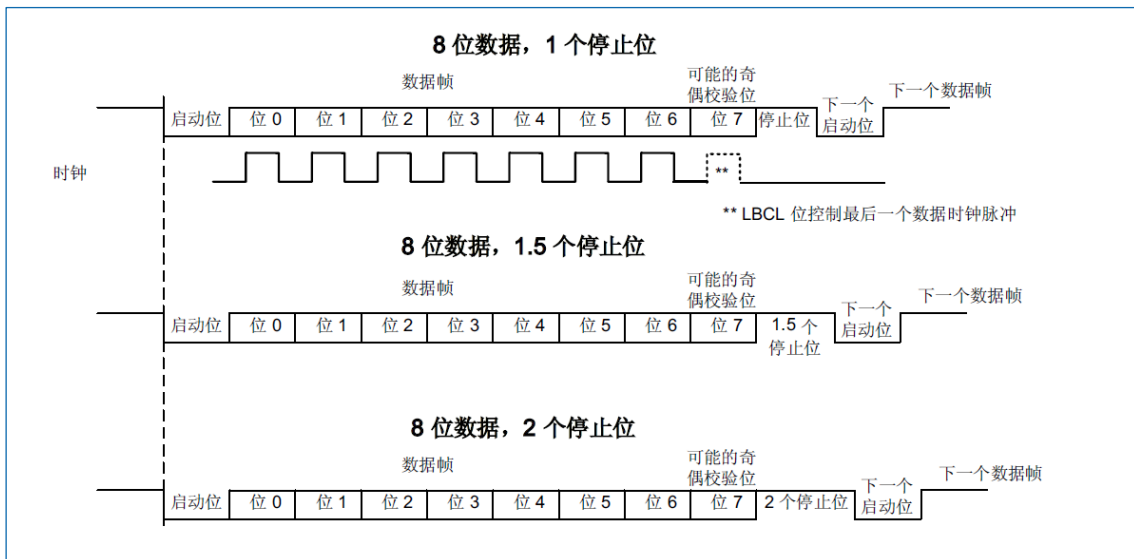 8 位数据，1 个停止位
数据帧
可能的奇
偶校验位
下一个数据帧
启动位 位 0 位 1 位 2 位 3 位 4 位 5 位 6 位 7 停止位
下一个
启动位
时钟
**
** LBCL 位控制最后一个数据时钟脉冲
8 位数据，1.5 个停止位
数据帧
可能的奇
偶校验位
下一个数据帧
启动位 位 0 位 1 位 2 位 3 位 4 位 5 位 6 位 7
1.5 个
停止位
下一个
启动位
8 位数据，2 个停止位
数据帧
可能的奇
偶校验位
下一个数据帧
启动位 位 0 位 1 位 2 位 3 位 4 位 5 位 6 位 7 2 个停止位
下一个
启动位